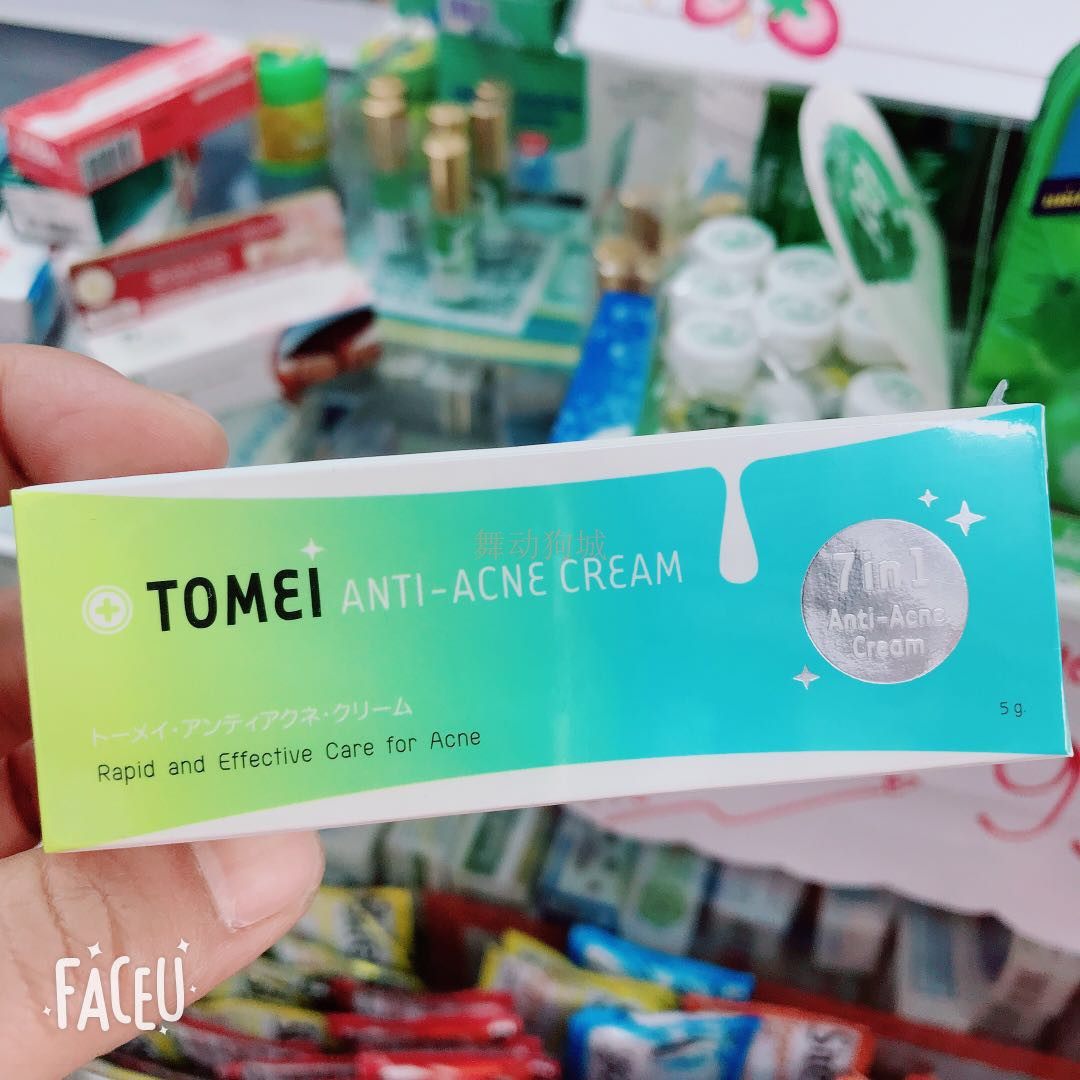 舞动狗城
TOMEI ANTI-ACNE CREAM
7 in 1
Anti-Acne
Cream
トーメイ・アンティアクネ・クリーム
Rapid and Effective Care for Acne
5 g.
FACEU